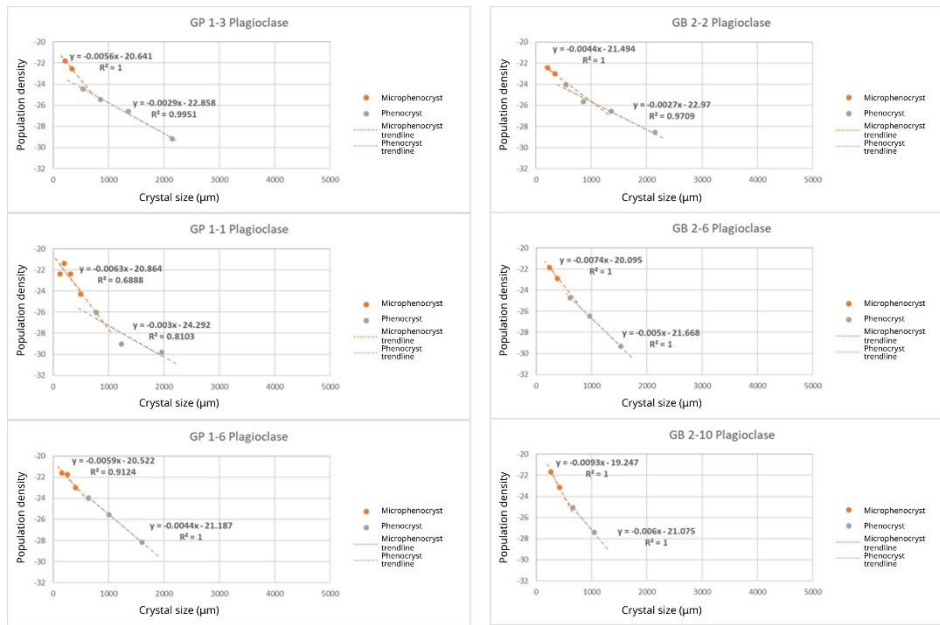 GP 1-3 Plagioclase
Population density
-20
-22
-24
-26
-28
-30
-32
y = -0.0056x - 20.641
R² = 1
y = -0.0029x - 22.858
R² = 0.9951
0 1000 2000 3000 4000 5000
Crystal size (µm)
Microphenocryst
Phenocryst
Microphenocryst
trendline
Phenocryst
trendline
GB 2-2 Plagioclase
Population density
-20
-22
-24
-26
-28
-30
-32
y = -0.0044x - 21.494
R² = 1
y = -0.0027x - 22.97
R² = 0.9709
0 1000 2000 3000 4000 5000
Crystal size (µm)
Microphenocryst
Phenocryst
Microphenocryst
trendline
Phenocryst
trendline
GP 1-1 Plagioclase
Population density
-20
-22
-24
-26
-28
-30
-32
y = -0.0063x - 20.864
R² = 0.6888
y = -0.003x - 24.292
R² = 0.8103
0 1000 2000 3000 4000 5000
Crystal size (µm)
Microphenocryst
Phenocryst
Microphenocryst
trendline
Phenocryst
trendline
GB 2-6 Plagioclase
Population density
-20
-22
-24
-26
-28
-30
-32
y = -0.0074x - 20.095
R² = 1
y = -0.005x - 21.668
R² = 1
0 1000 2000 3000 4000 5000
Crystal size (µm)
Microphenocryst
Phenocryst
Microphenocryst
trendline
Phenocryst
trendline
GP 1-6 Plagioclase
Population density
-20
-22
-24
-26
-28
-30
-32
y = -0.0059x - 20.522
R² = 0.9124
y = -0.0044x - 21.187
R² = 1
0 1000 2000 3000 4000 5000
Crystal size (µm)
Microphenocryst
Phenocryst
Microphenocryst
trendline
Phenocryst
trendline
GB 2-10 Plagioclase
Population density
-20
-22
-24
-26
-28
-30
-32
y = -0.0093x - 19.247
R² = 1
y = -0.006x - 21.075
R² = 1
0 1000 2000 3000 4000 5000
Crystal size (µm)
Microphenocryst
Phenocryst
Microphenocryst
trendline
Phenocryst
trendline